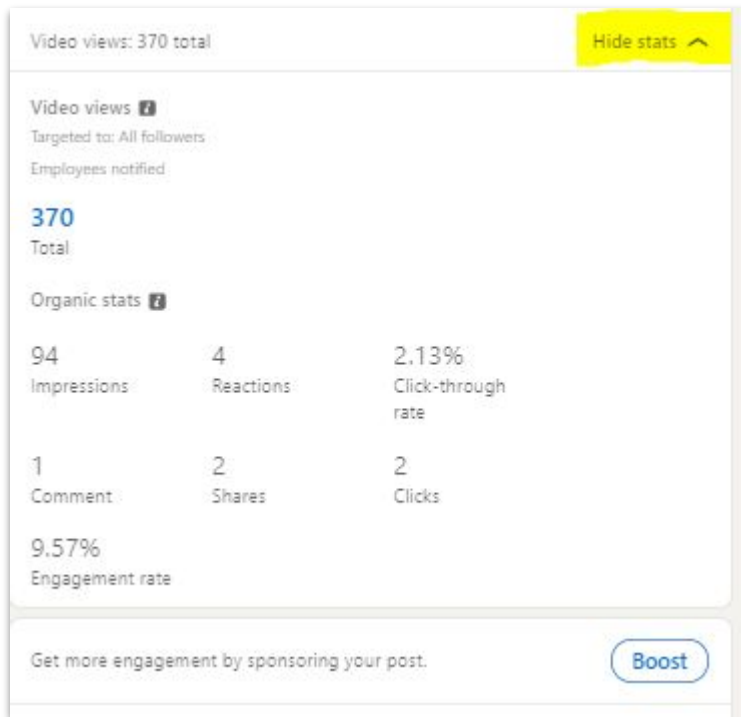 Video views: 370 total
Hide stats
Video views
Targeted to: All followers
Employees notified
370
Total
Organic stats
94 4 2.13%
Impressions Reactions Click-through
rate
1 2 2
Comment Shares Clicks
9.57%
Engagement rate
Get more engagement by sponsoring your post.
Boost